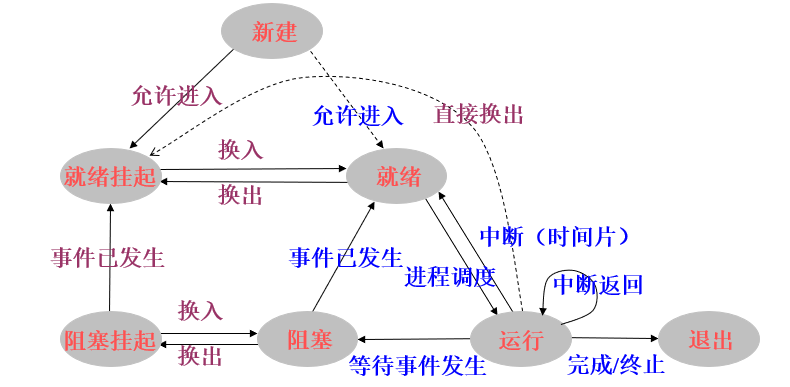 新建
允许进入
允许进入
直接换出
换入
就绪挂起
就绪
换出
中断（时间片）
事件已发生
事件已发生
进程调度
中断返回
换入
阻塞挂起
阻塞
运行
退出
换出
等待事件发生
完成/终止